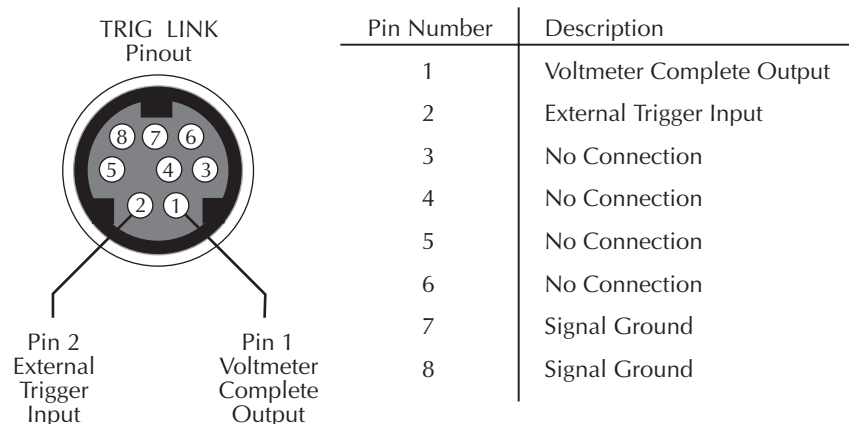 TRIG LINK
Pinout
8 7 6
5 4 3
2 1
Pin 2
External
Trigger
Input
Pin 1
Voltmeter
Complete
Output
Pin Number Description
1 Voltmeter Complete Output
2 External Trigger Input
3 No Connection
4 No Connection
5 No Connection
6 No Connection
7 Signal Ground
8 Signal Ground